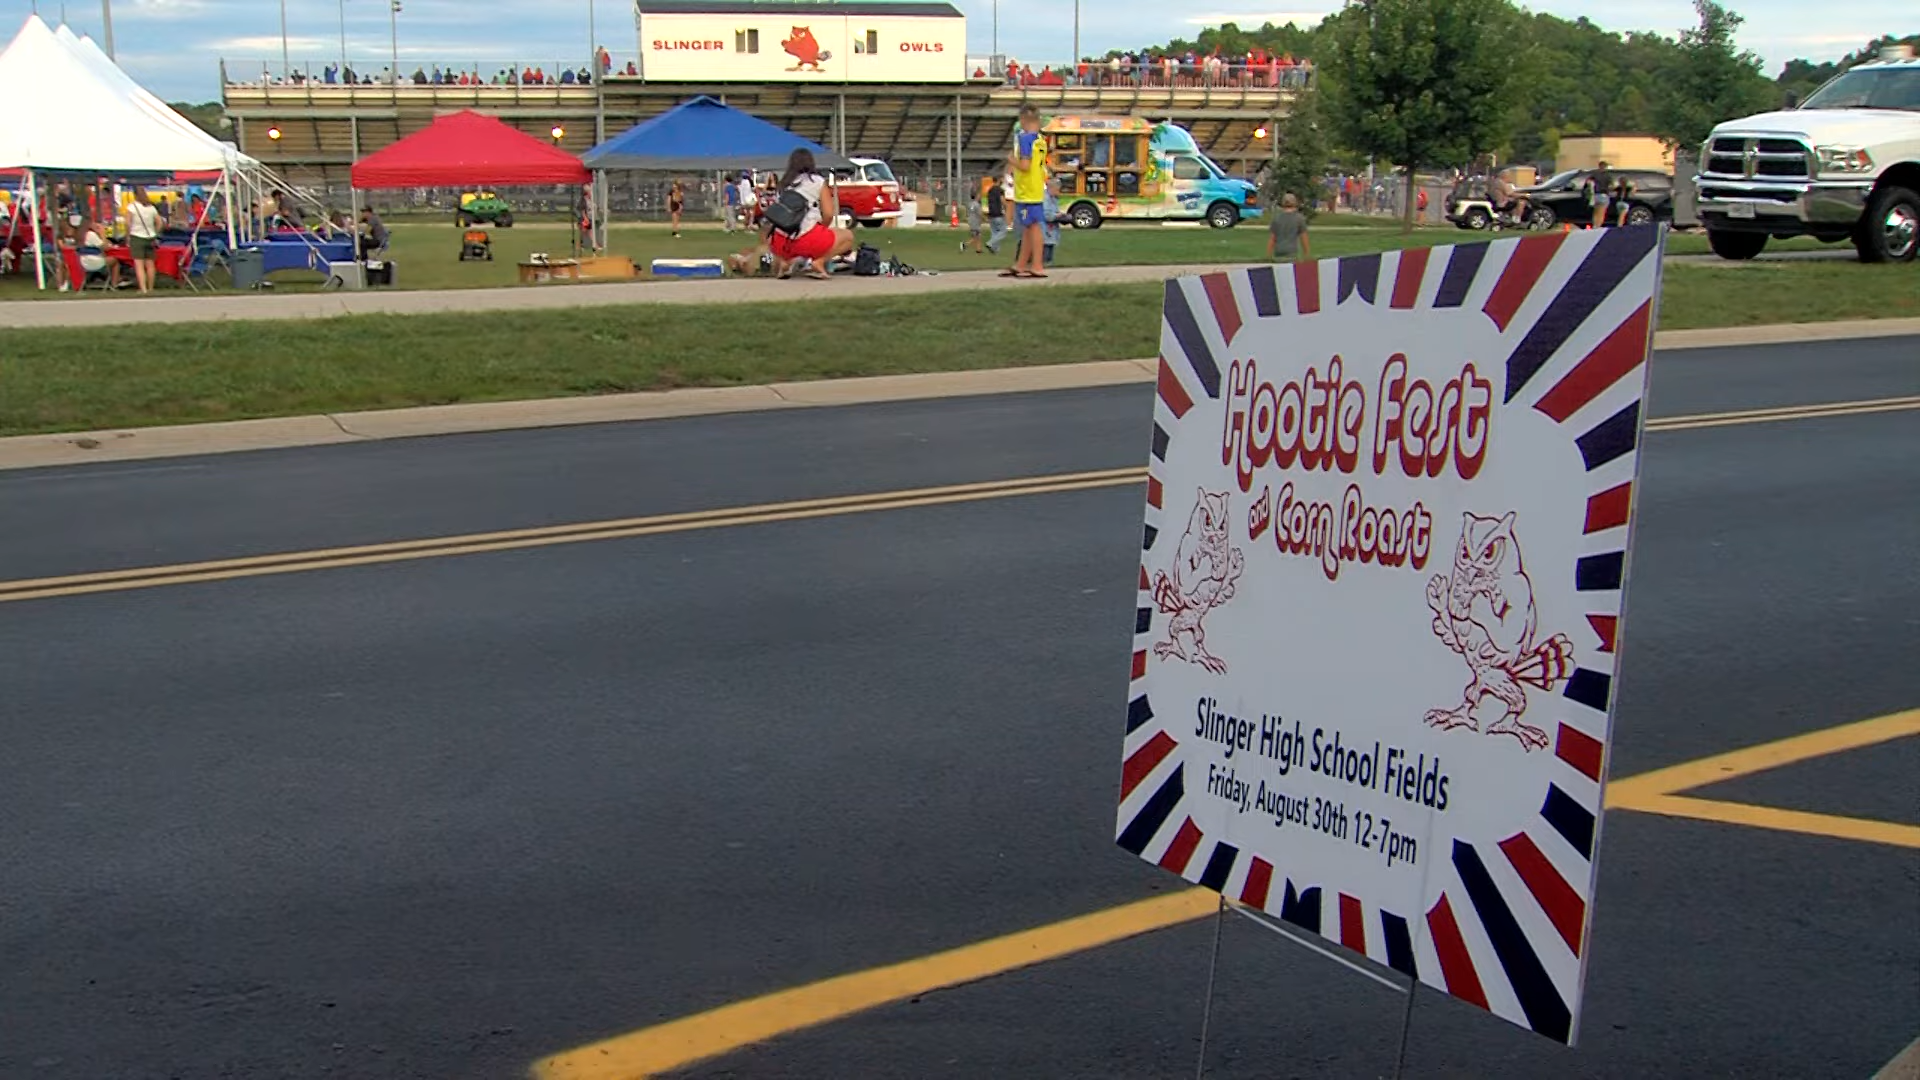 SLINGER OWLS
Hootie Fest
and Corn Roast
Slinger High School Fields
Friday, August 30th 12-7pm